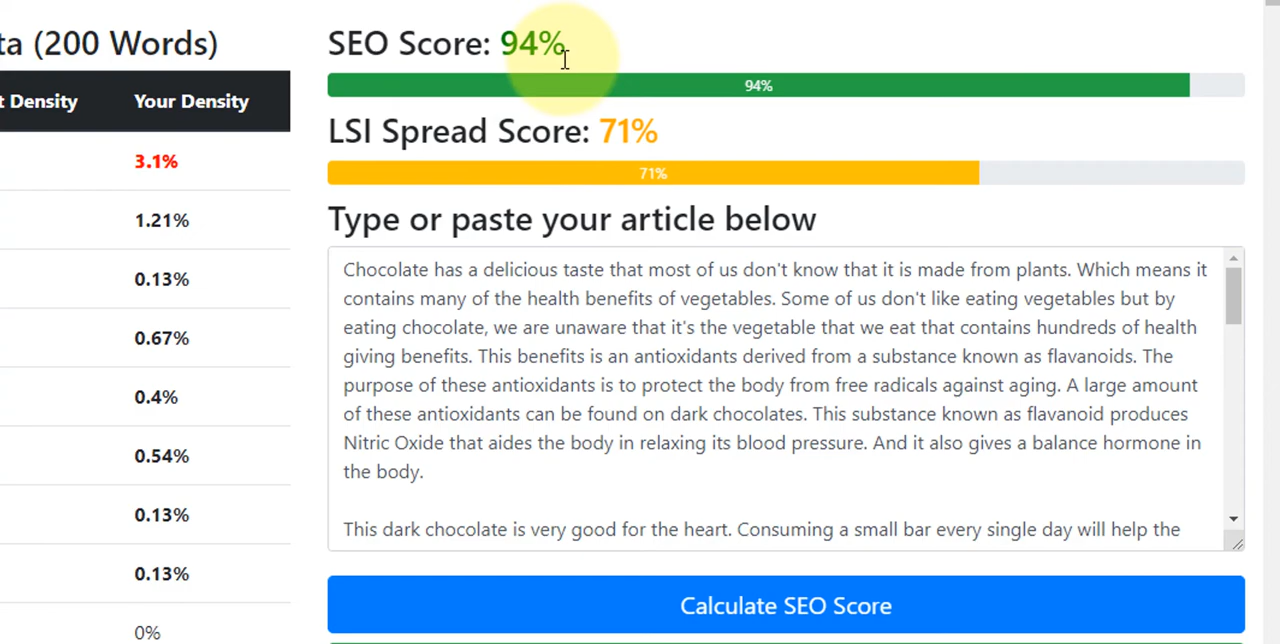 ta (200 Words)
t Density Your Density
3.1%
1.21%
0.13%
0.67%
0.4%
0.54%
0.13%
0.13%
0%
SEO Score: 94%
94%
LSI Spread Score: 71%
71%
Type or paste your article below
Chocolate has a delicious taste that most of us don't know that it is made from plants. Which means it
contains many of the health benefits of vegetables. Some of us don't like eating vegetables but by
eating chocolate, we are unaware that it's the vegetable that we eat that contains hundreds of health
giving benefits. This benefits is an antioxidants derived from a substance known as flavanoids. The
purpose of these antioxidants is to protect the body from free radicals against aging. A large amount
of these antioxidants can be found on dark chocolates. This substance known as flavanoid produces
Nitric Oxide that aides the body in relaxing its blood pressure. And it also gives a balance hormone in
the body.
This dark chocolate is very good for the heart. Consuming a small bar every single day will help the
Calculate SEO Score